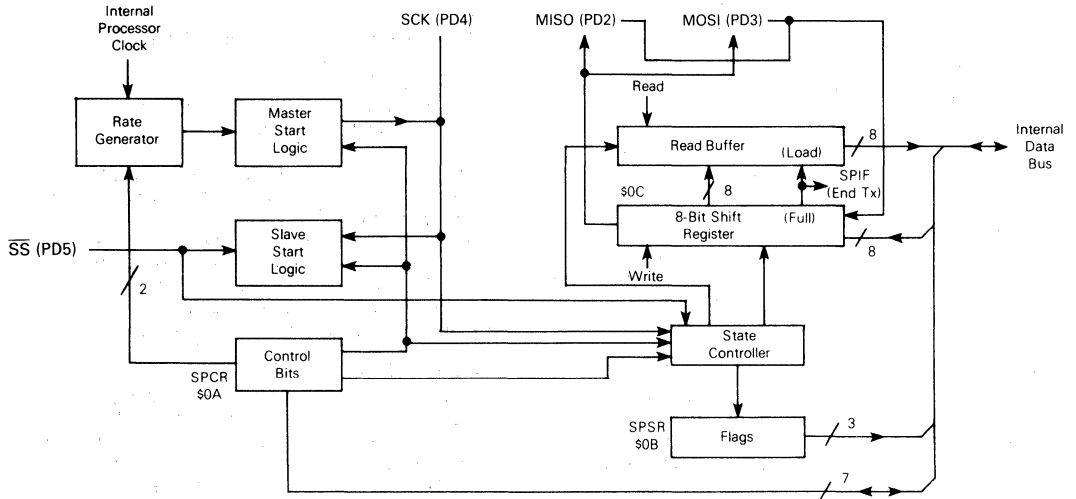 Internal
Processor
Clock
SCK (PD4)
MISO (PD2)
MOSI (PD3)
Rate
Generator
Master
Start
Logic
Read
Read Buffer
(Load)
8
Internal
Data
Bus
$0C
8
SPIF
(End Tx)
8-Bit Shift
Register
(Full)
8
Write
SS (PD5)
Slave
Start
Logic
2
State
Controller
SPCR
$0A
Control
Bits
SPSR
$0B
Flags
3
7